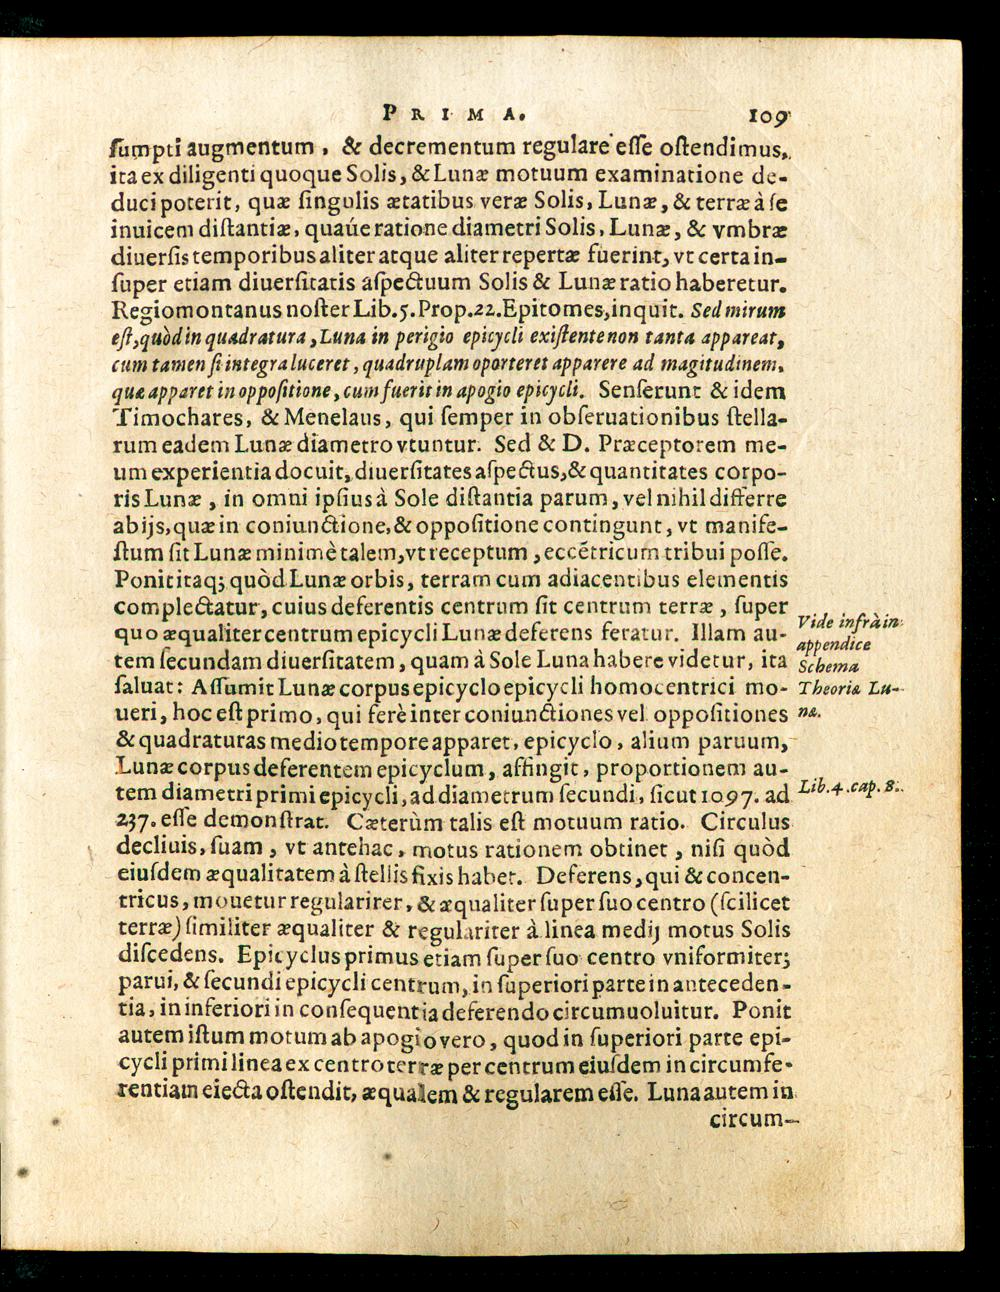 PRIMA. 109
ſumpti augmentum, & decrementum regulare eſſe oſtendimus,
ita ex diligenti quoque Solis, & Lunæ motuum examinatione de-
duci poterit, quæ ſingulis ætatibus veræ Solis, Lunæ, & terræ à ſe
inuicem diſtantiæ, quaúe ratione diametri Solis, Lunæ, & vmbræ
diuerſis temporibus aliter atque aliter repertæ fuerint, vt certa in-
ſuper etiam diuerſitatis aſpectuum Solis & Lunæ ratio haberetur.
Regiomontanus noſter Lib. 5. Prop. 22. Epitomes, inquit. Sed mirum
eſt, quòd in quadratura, Luna in perigio epicycli exiſtente non tanta appareat,
cum tamen ſi integra luceret, quadruplam oporteret apparere ad magitudinem,
quæ apparet in oppoſitione, cum fuerit in apogio epicycli. Senſerunt & idem
Timochares, & Menelaus, qui ſemper in obſeruationibus ſtella-
rum eadem Lunæ diametro vtuntur. Sed & D. Præceptorem me-
um experientia docuit, diuerſitates aſpectus, & quantitates corpo-
ris Lunæ, in omni ipſius à Sole diſtantia parum, vel nihil differre
ab ijs, quæ in coniunctione, & oppoſitione contingunt, vt manife-
ſtum ſit Lunæ minimè talem, vt receptum, eccẽtricum tribui poſſe.
Ponit itaq; quòd Lunæ orbis, terram cum adiacentibus elementis
complectatur, cuius deferentis centrum ſit centrum terræ, ſuper
quo æqualiter centrum epicycli Lunæ deferens feratur. Illam au-
tem ſecundam diuerſitatem, quam à Sole Luna habere videtur, ita
ſaluat: Aſſumit Lunæ corpus epicyclo epicycli homocentrici mo-
ueri, hoc eſt primo, qui ferè inter coniunctiones vel oppoſitiones
& quadraturas medio tempore apparet, epicyclo, alium paruum,
Lunæ corpus deferentem epicyclum, affingit, proportionem au-
tem diametri primi epicycli, ad diametrum ſecundi, ſicut 1097. ad
237. eſſe demonſtrat. Cæterùm talis eſt motuum ratio. Circulus
decliuis, ſuam, vt antehac, motus rationem obtinet, niſi quòd
eiuſdem æqualitatem à ſtellis fixis habet. Deferens, qui & concen-
tricus, mouetur regularirer, & æqualiter ſuper ſuo centro (ſcilicet
terræ) ſimiliter æqualiter & regulariter à linea medij motus Solis
diſcedens. Epicyclus primus etiam ſuper ſuo centro vniformiter;
parui, & ſecundi epicycli centrum, in ſuperiori parte in anteceden-
tia, in inferiori in conſequentia deferendo circumuoluitur. Ponit
autem iſtum motum ab apogio vero, quod in ſuperiori parte epi-
cycli primi linea ex centro terræ per centrum eiuſdem in circumfe-
rentiam eiecta oſtendit, æqualem & regularem eſſe. Luna autem in
circum-
Vide infrà in
appendice
Schema
Theoriæ Lu-
næ.
Lib. 4. cap. 8.